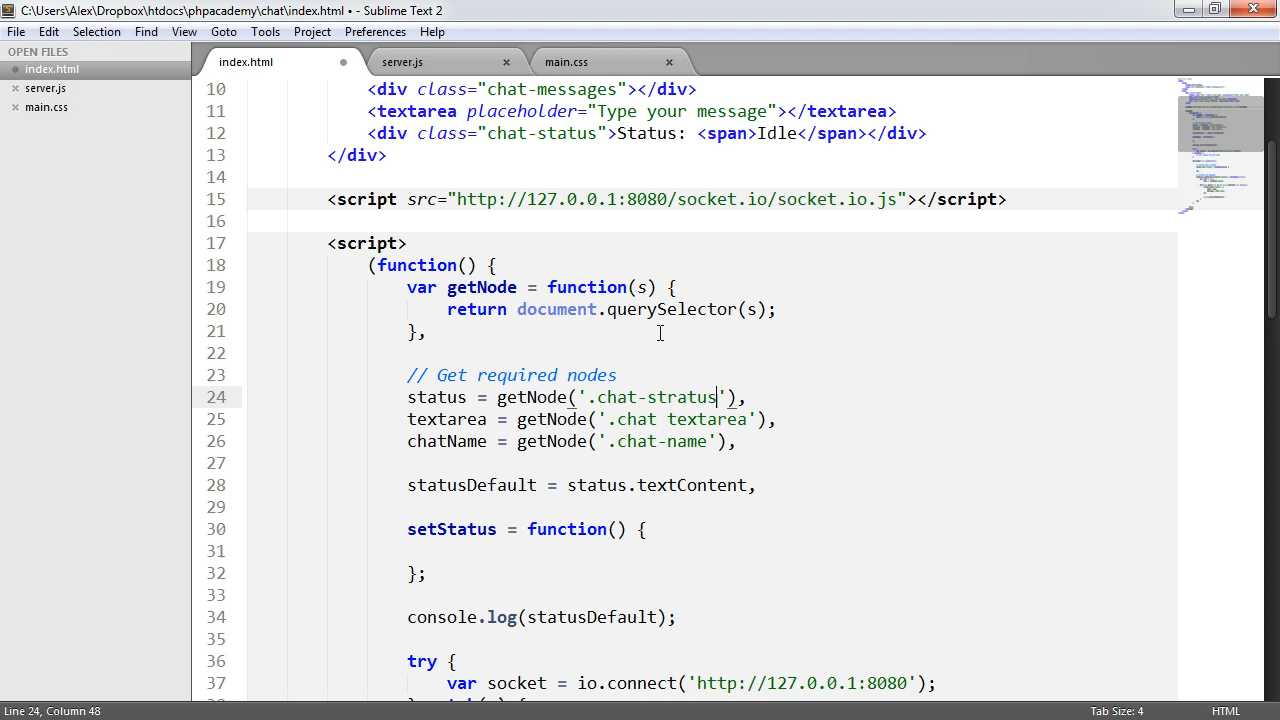 C:\Users\Alex\Dropbox\htdocs\phpacademy\chat\index.html • - Sublime Text 2
File Edit Selection Find View Goto Tools Project Preferences Help
OPEN FILES
index.html
server.js
main.css
index.html server.js main.css
10 <div class="chat-messages"></div>
11 <textarea placeholder="Type your message"></textarea>
12 <div class="chat-status">Status: <span>Idle</span></div>
13 </div>
14
15 <script src="http://127.0.0.1:8080/socket.io/socket.io.js"></script>
16
17 <script>
18 (function() {
19 var getNode = function(s) {
20 return document.querySelector(s);
21 },
22
23 // Get required nodes
24 status = getNode('.chat-stratus'),
25 textarea = getNode('.chat textarea'),
26 chatName = getNode('.chat-name'),
27
28 statusDefault = status.textContent,
29
30 setStatus = function() {
31
32 };
33
34 console.log(statusDefault);
35
36 try {
37 var socket = io.connect('http://127.0.0.1:8080');
Line 24, Column 48
Tab Size: 4
HTML